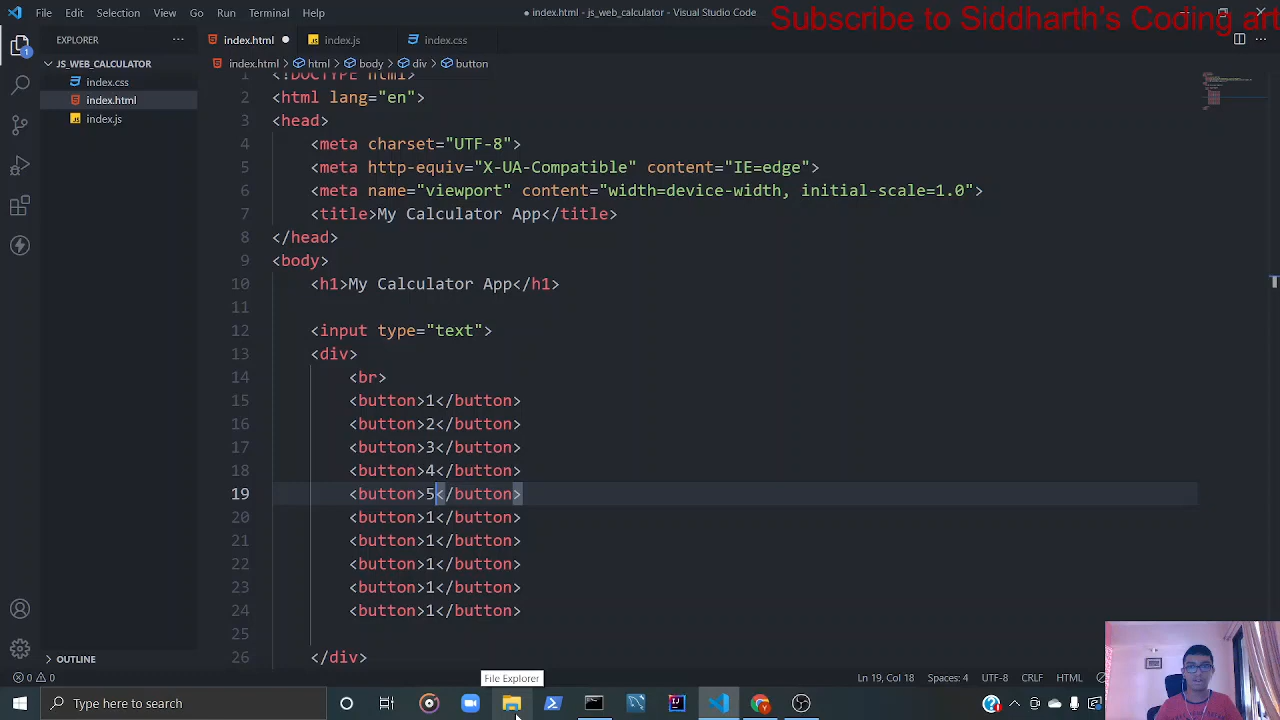 File Edit Selection View Go Run Terminal Help
● index.html - js_web_calculator - Visual Studio Code
Subscribe to Siddharth's Coding art
EXPLORER
index.html
index.js
index.css
JS_WEB_CALCULATOR
index.css
index.html
index.js
index.html > html > body > div > button
1 <!DOCTYPE html>
2 <html lang="en">
3 <head>
4 <meta charset="UTF-8">
5 <meta http-equiv="X-UA-Compatible" content="IE=edge">
6 <meta name="viewport" content="width=device-width, initial-scale=1.0">
7 <title>My Calculator App</title>
8 </head>
9 <body>
10 <h1>My Calculator App</h1>
11
12 <input type="text">
13 <div>
14 <br>
15 <button>1</button>
16 <button>2</button>
17 <button>3</button>
18 <button>4</button>
19 <button>5</button>
20 <button>1</button>
21 <button>1</button>
22 <button>1</button>
23 <button>1</button>
24 <button>1</button>
25
26 </div>
OUTLINE
0 0
File Explorer
Ln 19, Col 18 Spaces: 4 UTF-8 CRLF HTML
Type here to search